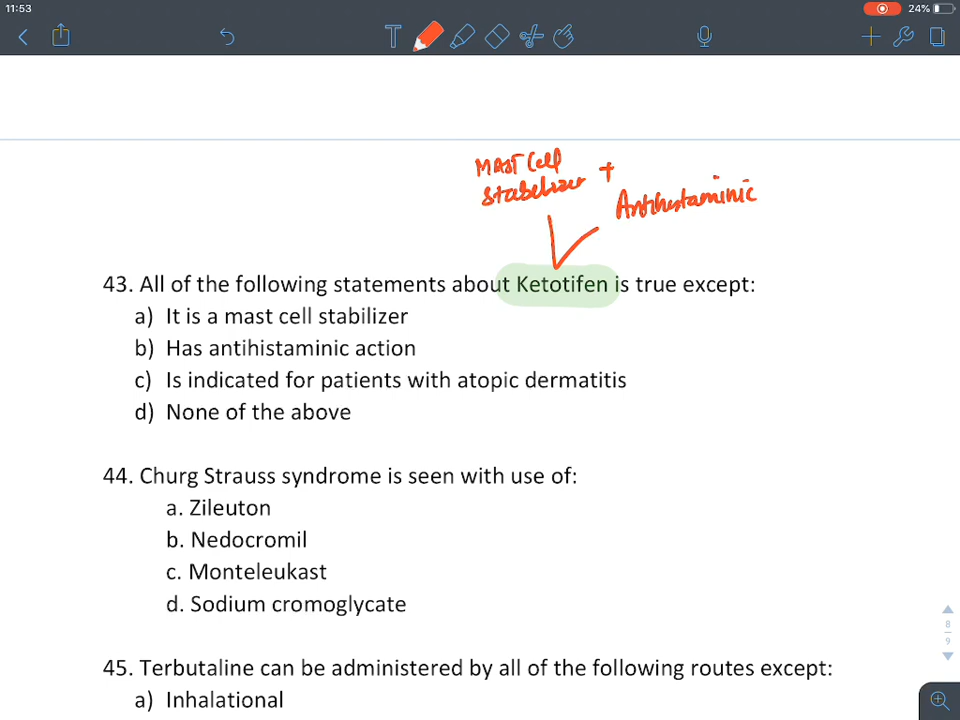 11:53
24%
T
MAST Cell +
Stabelizer
Antihistaminic
43. All of the following statements about Ketotifen is true except:
a) It is a mast cell stabilizer
b) Has antihistaminic action
c) Is indicated for patients with atopic dermatitis
d) None of the above
44. Churg Strauss syndrome is seen with use of:
a. Zileuton
b. Nedocromil
c. Monteleukast
d. Sodium cromoglycate
45. Terbutaline can be administered by all of the following routes except:
a) Inhalational
8
9